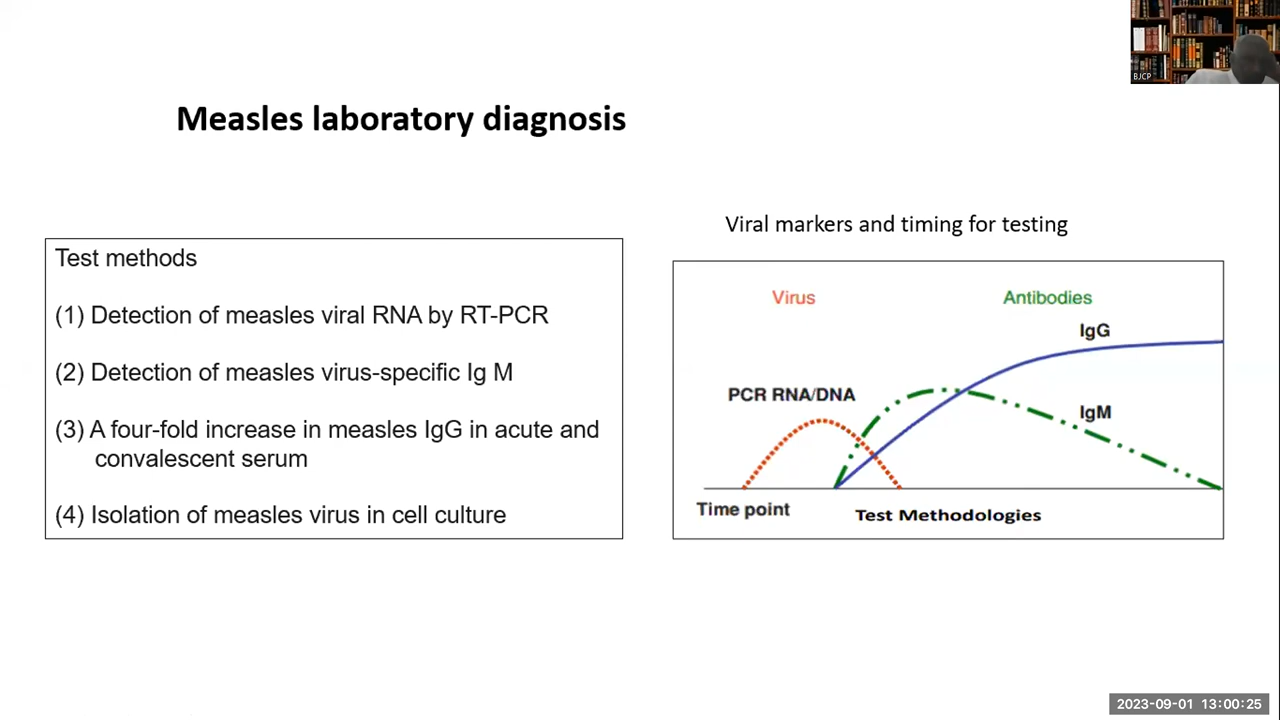 BJCP
Measles laboratory diagnosis
Test methods
(1) Detection of measles viral RNA by RT-PCR
(2) Detection of measles virus-specific Ig M
(3) A four-fold increase in measles IgG in acute and
convalescent serum
(4) Isolation of measles virus in cell culture
Viral markers and timing for testing
Virus
Antibodies
IgG
PCR RNA/DNA
IgM
Time point
Test Methodologies
2023-09-01 13:00:25